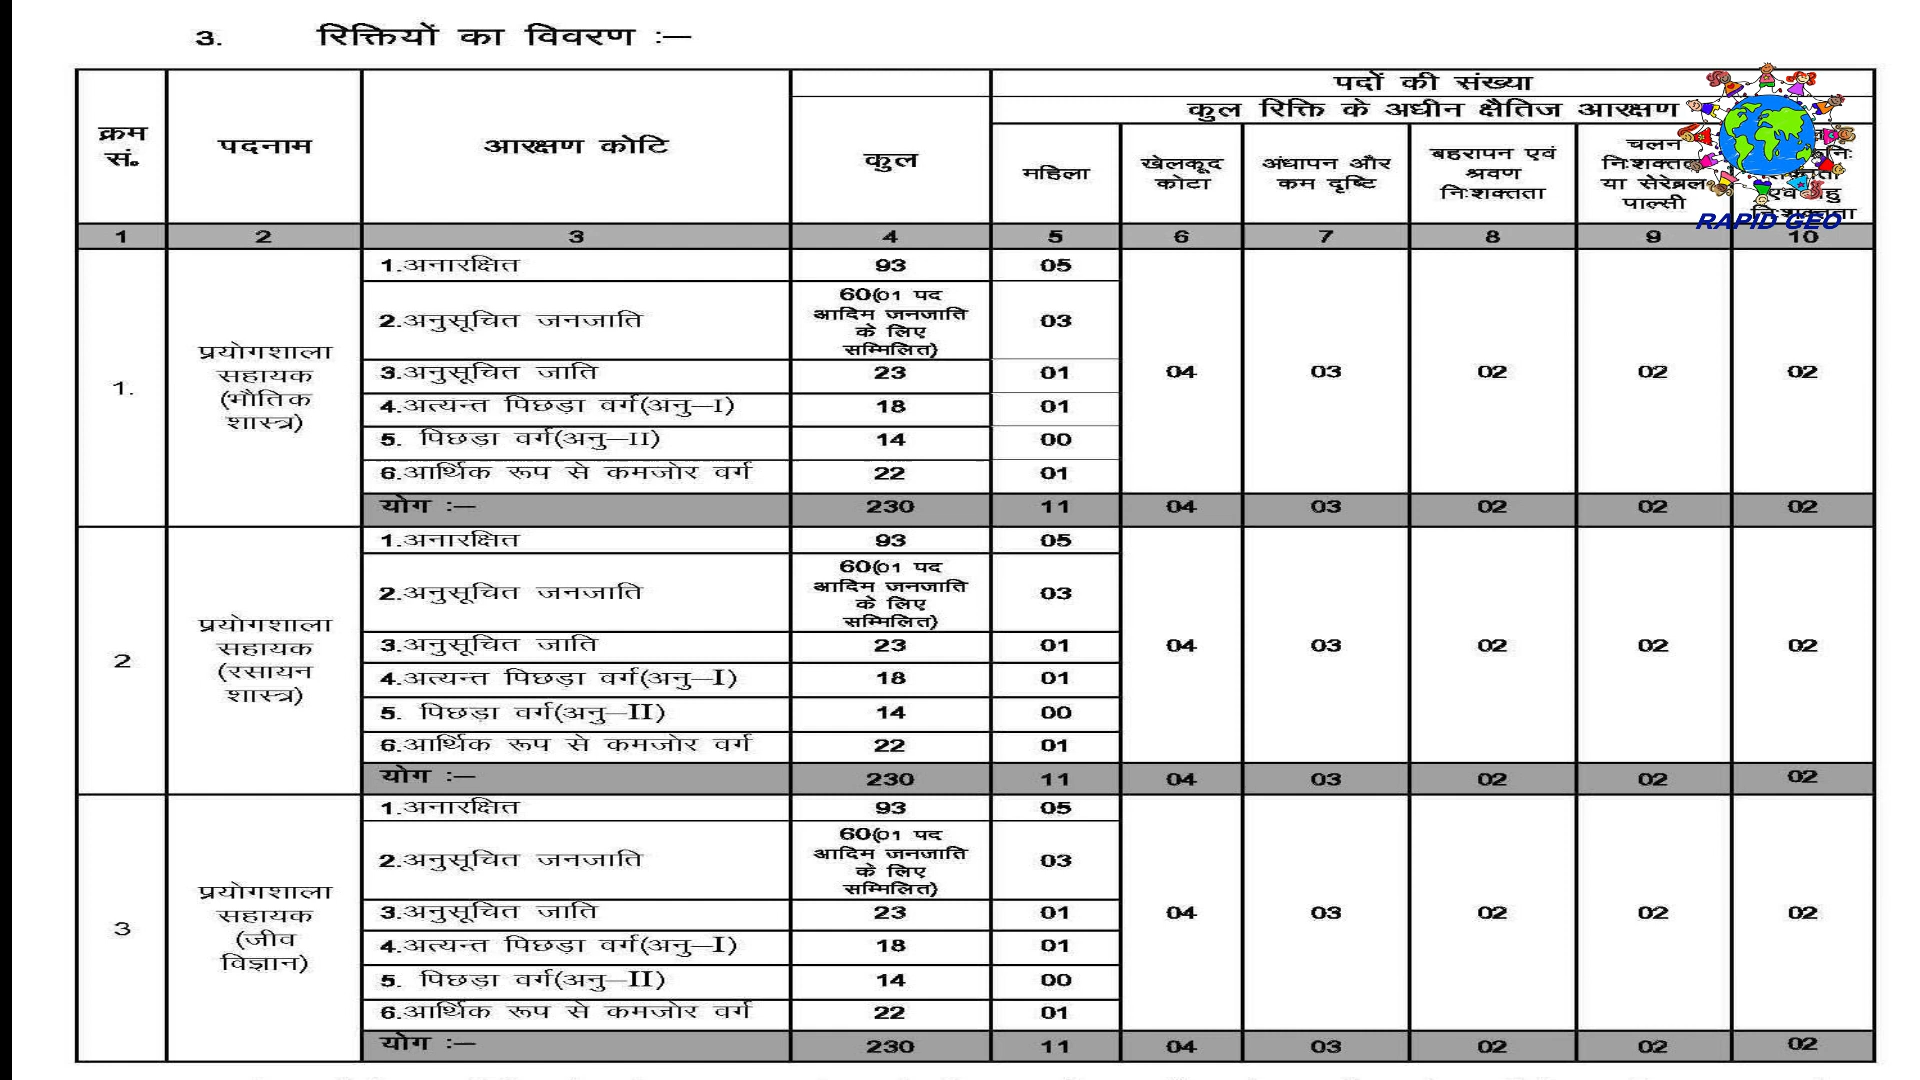 3. रिक्तियों का विवरण :–
पदों की संख्या
कुल रिक्ति के अधीन क्षैतिज आरक्षण
क्रम
सं.
पदनाम
आरक्षण कोटि
कुल
महिला
खेलकूद
कोटा
अंधापन और
कम दृष्टि
बहरापन एवं
श्रवण
निःशक्तता
चलन
निःशक्तता
या सेरेब्रल
पाल्सी
निःशक्तता
RAPID GEO
1 2 3 4 5 6 7 8 9 10
1.
प्रयोगशाला
सहायक
(भौतिक
शास्त्र)
1.अनारक्षित 93 05
2.अनुसूचित जनजाति 60(01 पद
आदिम जनजाति
के लिए
सम्मिलित) 03
3.अनुसूचित जाति 23 01 04 03 02 02 02
4.अत्यन्त पिछड़ा वर्ग(अनु–I) 18 01
5. पिछड़ा वर्ग(अनु–II) 14 00
6.आर्थिक रूप से कमजोर वर्ग 22 01
योग :– 230 11 04 03 02 02 02
2
प्रयोगशाला
सहायक
(रसायन
शास्त्र)
1.अनारक्षित 93 05
2.अनुसूचित जनजाति 60(01 पद
आदिम जनजाति
के लिए
सम्मिलित) 03
3.अनुसूचित जाति 23 01 04 03 02 02 02
4.अत्यन्त पिछड़ा वर्ग(अनु–I) 18 01
5. पिछड़ा वर्ग(अनु–II) 14 00
6.आर्थिक रूप से कमजोर वर्ग 22 01
योग :– 230 11 04 03 02 02 02
3
प्रयोगशाला
सहायक
(जीव
विज्ञान)
1.अनारक्षित 93 05
2.अनुसूचित जनजाति 60(01 पद
आदिम जनजाति
के लिए
सम्मिलित) 03
3.अनुसूचित जाति 23 01 04 03 02 02 02
4.अत्यन्त पिछड़ा वर्ग(अनु–I) 18 01
5. पिछड़ा वर्ग(अनु–II) 14 00
6.आर्थिक रूप से कमजोर वर्ग 22 01
योग :– 230 11 04 03 02 02 02